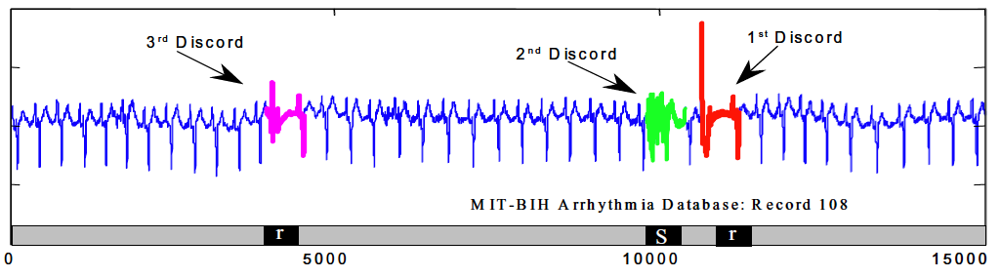 1st Discord
3rd Discord
2nd Discord
MIT-BIH Arrhythmia Database: Record 108
r S r
0 5000 10000 15000